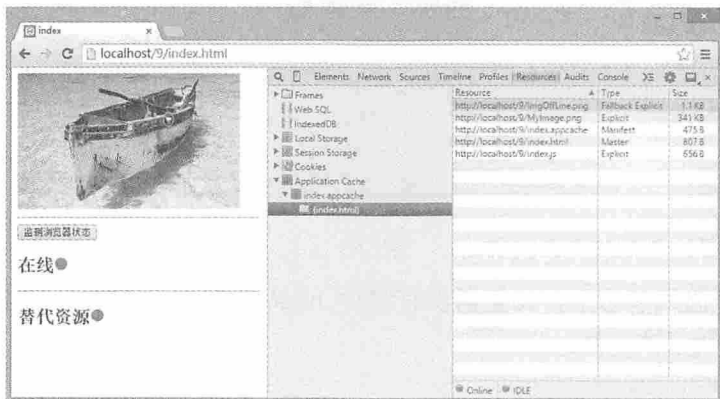 index
localhost/9/index.html
Elements Network Sources Timeline Profiles Resources Audits Console
Frames
Web SQL
IndexedDB
Local Storage
Session Storage
Cookies
Application Cache
index.appcache
(index.html)
Resource Type Size
http://localhost/9/ImgOffLine.png Fallback Explicit 1.1 KB
http://localhost/9/MyImage.png Explicit 341 KB
http://localhost/9/index.appcache Manifest 475 B
http://localhost/9/index.html Master 807 B
http://localhost/9/index.js Explicit 656 B
监测浏览器状态
在线
替代资源
Online IDLE